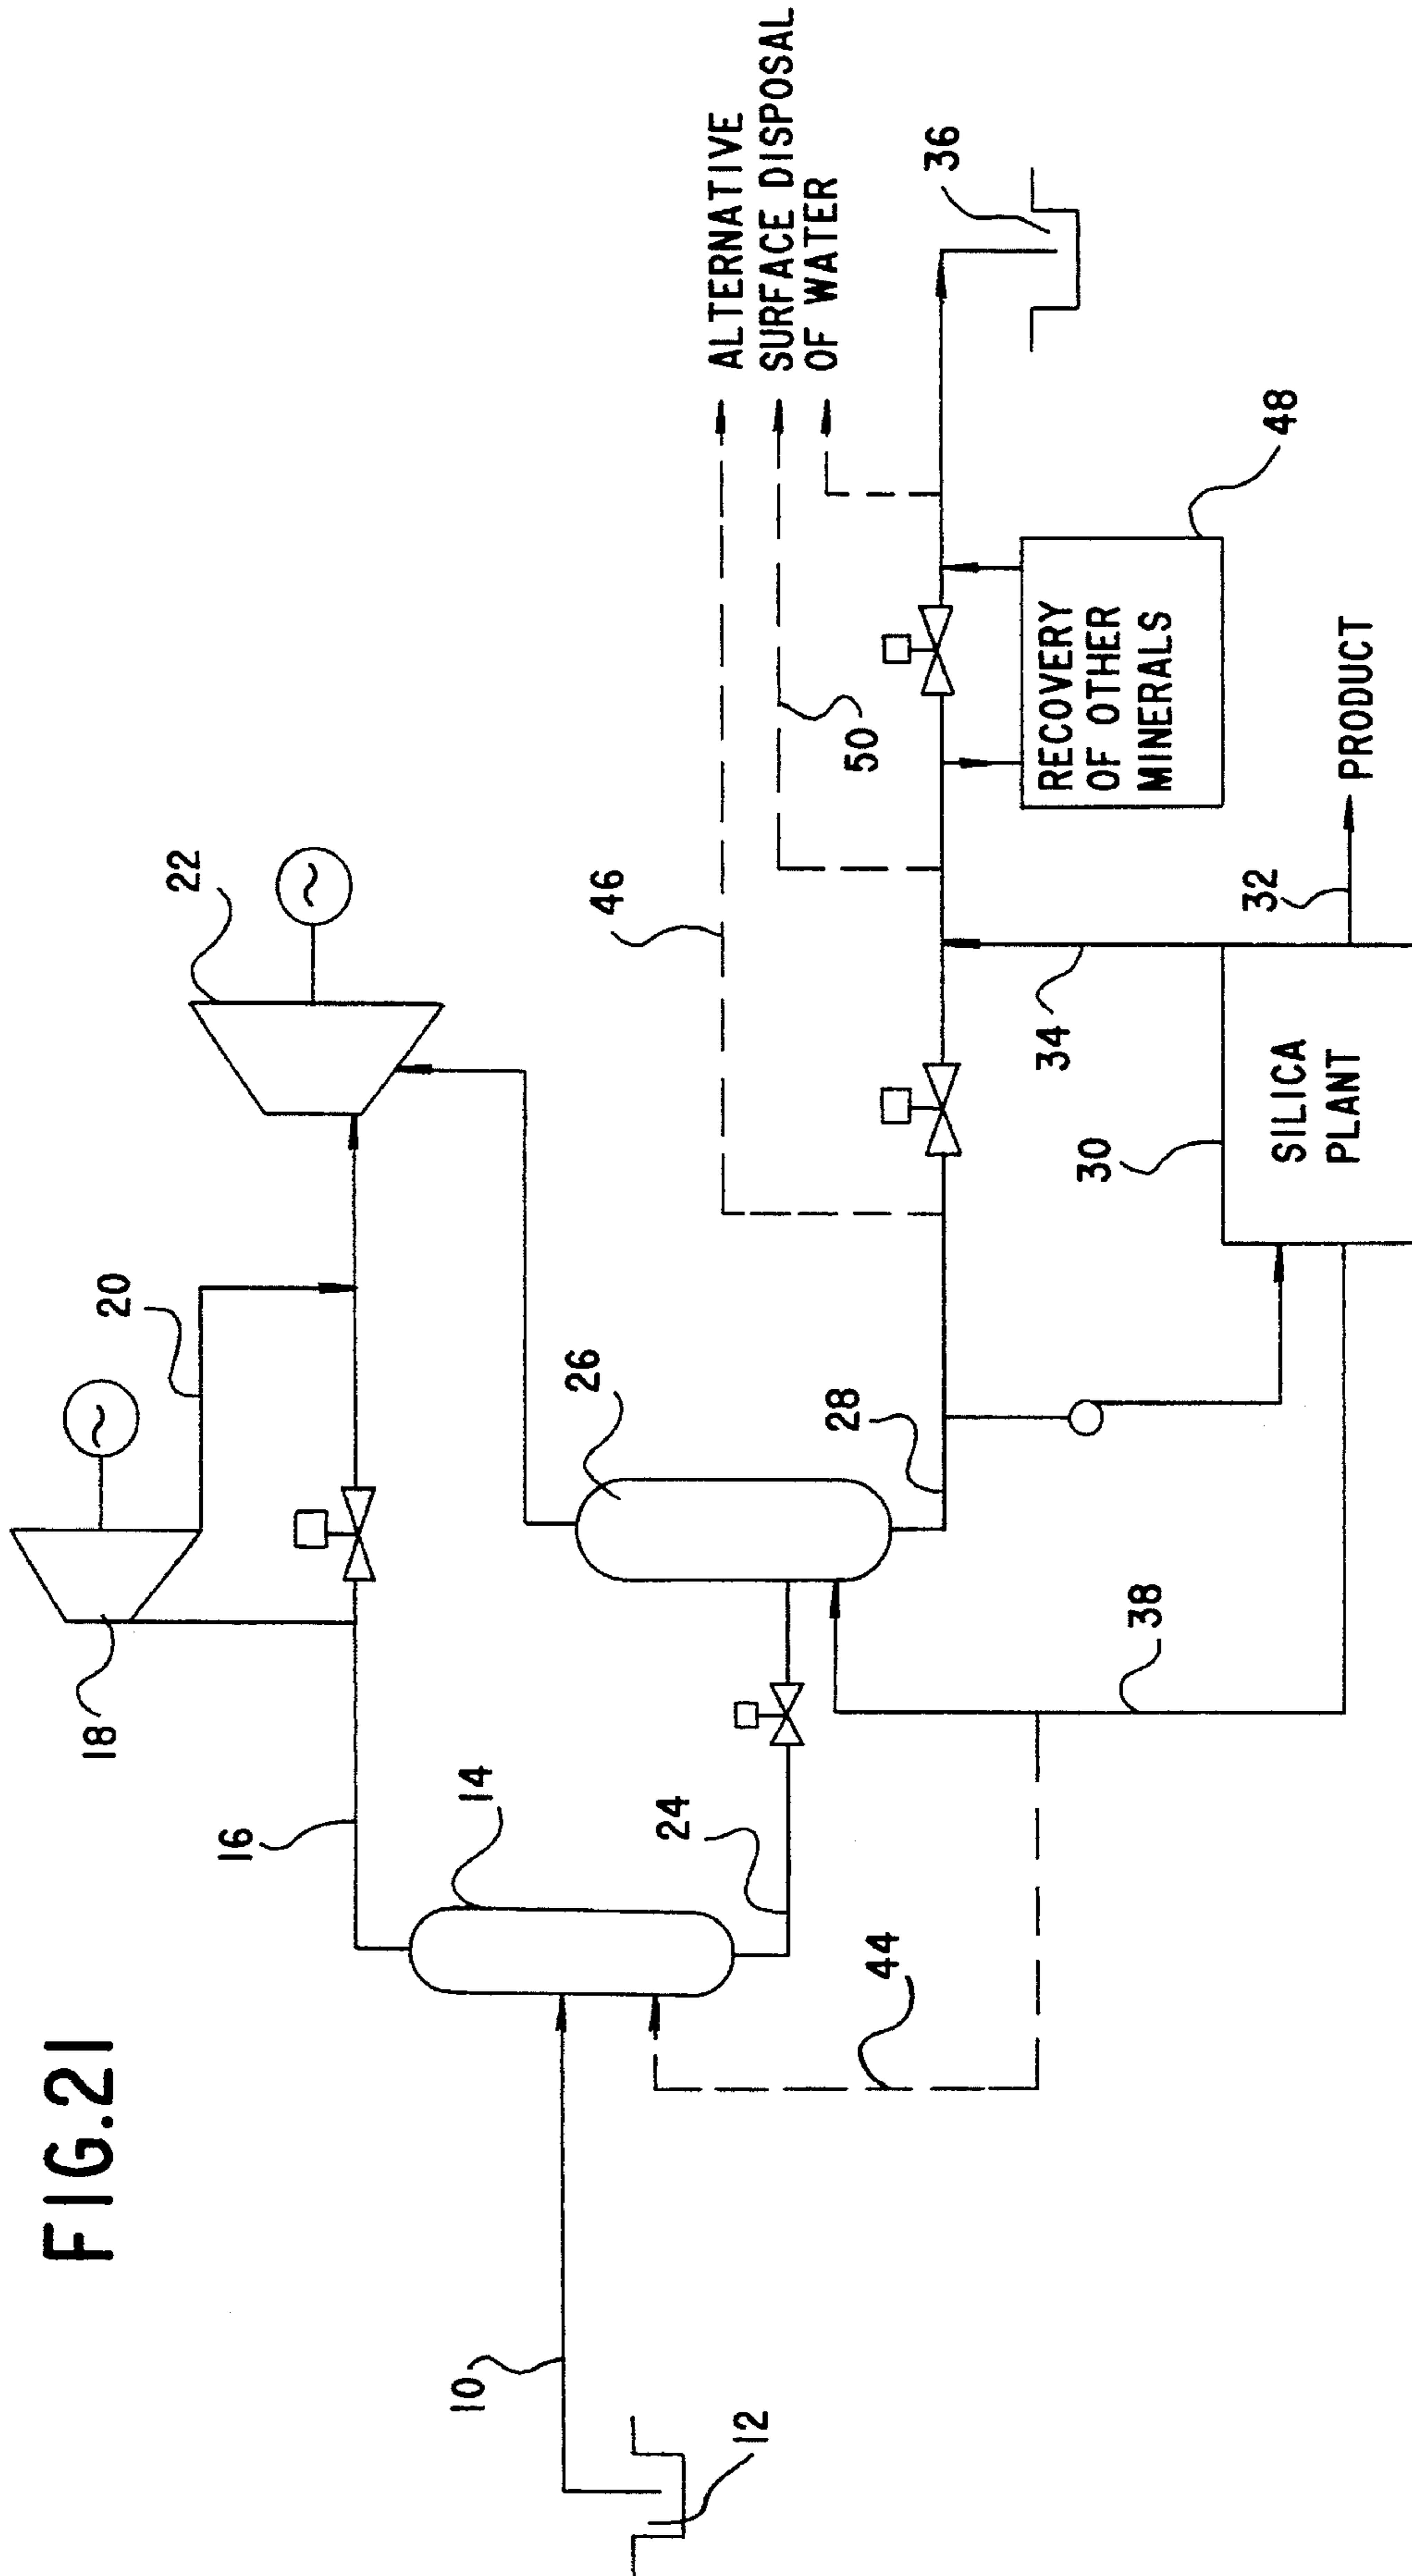 FIG.21
18
20
22
16
14
10
12
24
26
28
44
38
46
50
ALTERNATIVE
SURFACE DISPOSAL
OF WATER
36
48
RECOVERY
OF OTHER
MINERALS
34
32
PRODUCT
30
SILICA
PLANT